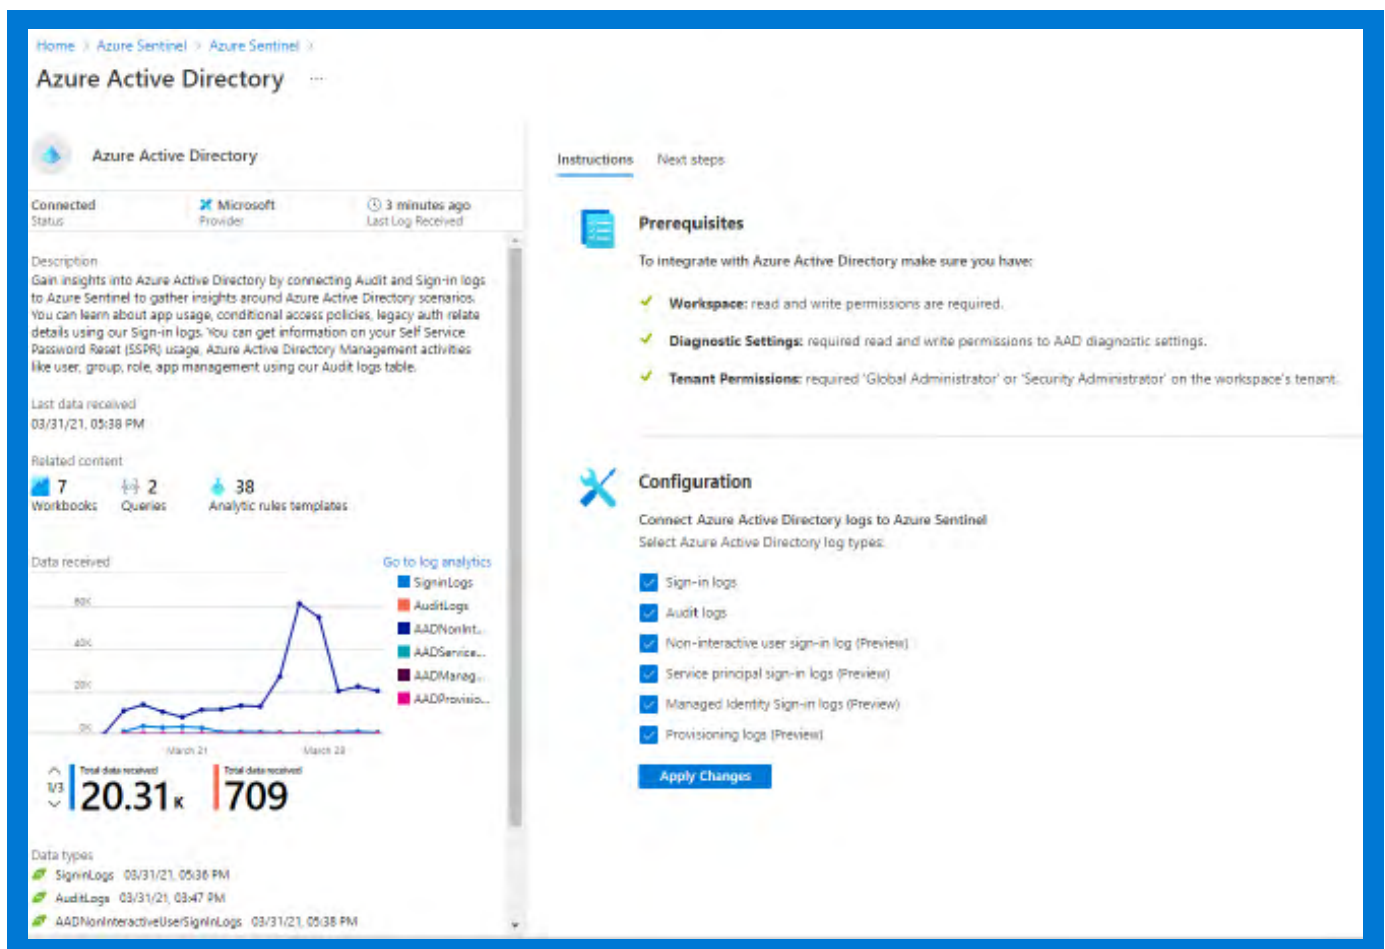 Home > Azure Sentinel > Azure Sentinel >
Azure Active Directory ...
Azure Active Directory
Connected
Status
Microsoft
Provider
3 minutes ago
Last Log Received
Description
Gain insights into Azure Active Directory by connecting Audit and Sign-in logs
to Azure Sentinel to gather insights around Azure Active Directory scenarios.
You can learn about app usage, conditional access policies, legacy auth relate
details using our Sign-in logs. You can get information on your Self Service
Password Reset (SSPR) usage, Azure Active Directory Management activities
like user, group, role, app management using our Audit logs table.
Last data received
03/31/21, 05:38 PM
Related content
7
Workbooks
2
Queries
38
Analytic rules templates
Data received
Go to log analytics
60K
40K
20K
0K
March 21
March 28
SigninLogs
AuditLogs
AADNonInt...
AADService...
AADManag...
AADProvisio...
1/3
Total data received
20.31 K
Total data received
709
Data types
SigninLogs 03/31/21, 05:36 PM
AuditLogs 03/31/21, 03:47 PM
AADNonInteractiveUserSignInLogs 03/31/21, 05:38 PM
Instructions
Next steps
Prerequisites
To integrate with Azure Active Directory make sure you have:
Workspace: read and write permissions are required.
Diagnostic Settings: required read and write permissions to AAD diagnostic settings.
Tenant Permissions: required 'Global Administrator' or 'Security Administrator' on the workspace's tenant.
Configuration
Connect Azure Active Directory logs to Azure Sentinel
Select Azure Active Directory log types:
Sign-in logs
Audit logs
Non-interactive user sign-in log (Preview)
Service principal sign-in logs (Preview)
Managed Identity Sign-in logs (Preview)
Provisioning logs (Preview)
Apply Changes